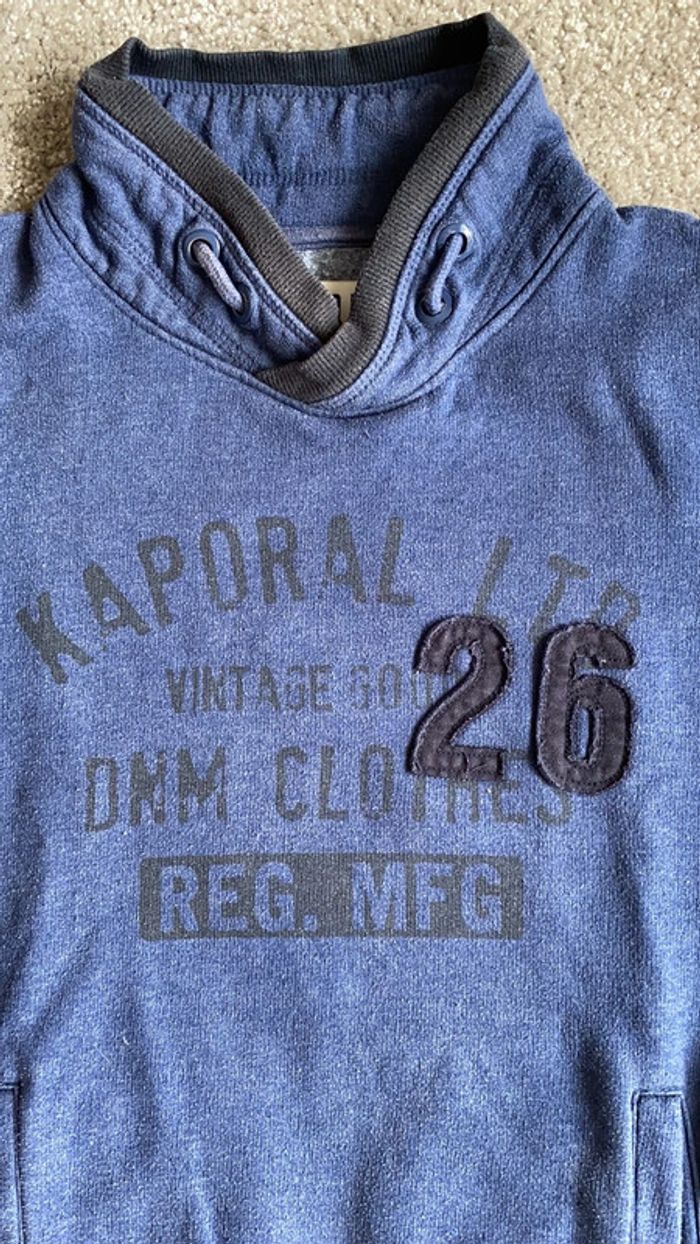 KAPORAL LTD
VINTAGE GOO
26
DNM CLOTHES
REG. MFG